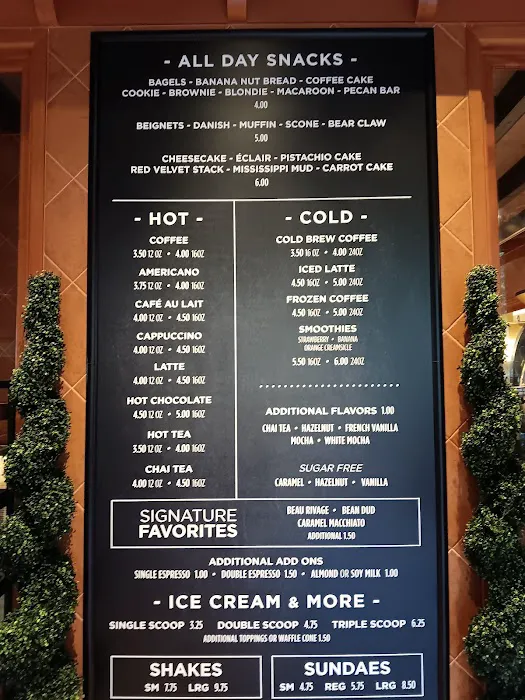 - ALL DAY SNACKS -
BAGELS - BANANA NUT BREAD - COFFEE CAKE
COOKIE - BROWNIE - BLONDIE - MACAROON - PECAN BAR
4.00
BEIGNETS - DANISH - MUFFIN - SCONE - BEAR CLAW
5.00
CHEESECAKE - ÉCLAIR - PISTACHIO CAKE
RED VELVET STACK - MISSISSIPPI MUD - CARROT CAKE
6.00
- HOT -
COFFEE
3.50 12 OZ • 4.00 16OZ
AMERICANO
3.75 12 OZ • 4.00 16OZ
CAFÉ AU LAIT
4.00 12 OZ • 4.50 16OZ
CAPPUCCINO
4.00 12 OZ • 4.50 16OZ
LATTE
4.00 12 OZ • 4.50 16OZ
HOT CHOCOLATE
4.50 12 OZ • 5.00 16OZ
HOT TEA
3.50 12 OZ • 4.00 16OZ
CHAI TEA
4.00 12 OZ • 4.50 16OZ
- COLD -
COLD BREW COFFEE
3.50 16 OZ • 4.00 24OZ
ICED LATTE
4.50 16OZ • 5.00 24OZ
FROZEN COFFEE
4.50 16OZ • 5.00 24OZ
SMOOTHIES
STRAWBERRY • BANANA
ORANGE CREAMSICLE
5.50 16OZ • 6.00 24OZ
ADDITIONAL FLAVORS 1.00
CHAI TEA • HAZELNUT • FRENCH VANILLA
MOCHA • WHITE MOCHA
SUGAR FREE
CARAMEL • HAZELNUT • VANILLA
SIGNATURE
FAVORITES
BEAU RIVAGE • BEAN DUD
CARAMEL MACCHIATO
ADDITIONAL 1.50
ADDITIONAL ADD ONS
SINGLE ESPRESSO 1.00 • DOUBLE ESPRESSO 1.50 • ALMOND OR SOY MILK 1.00
- ICE CREAM & MORE -
SINGLE SCOOP 3.25 DOUBLE SCOOP 4.75 TRIPLE SCOOP 6.25
ADDITIONAL TOPPINGS OR WAFFLE CONE 1.50
SHAKES
SM 7.75 LRG 9.75
SUNDAES
SM 4.75 REG 5.75 LRG 8.50